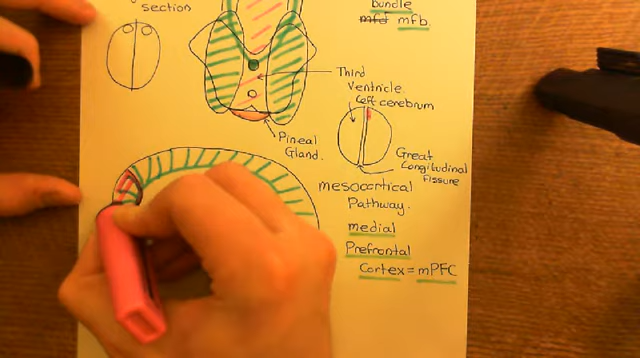 section
bundle
mfd mfb.
Third
Ventricle
Left cerebrum
Pineal
Gland.
Great
Longitudinal
Fissure
mesocortical
Pathway.
medial
Prefrontal
Cortex = mPFC